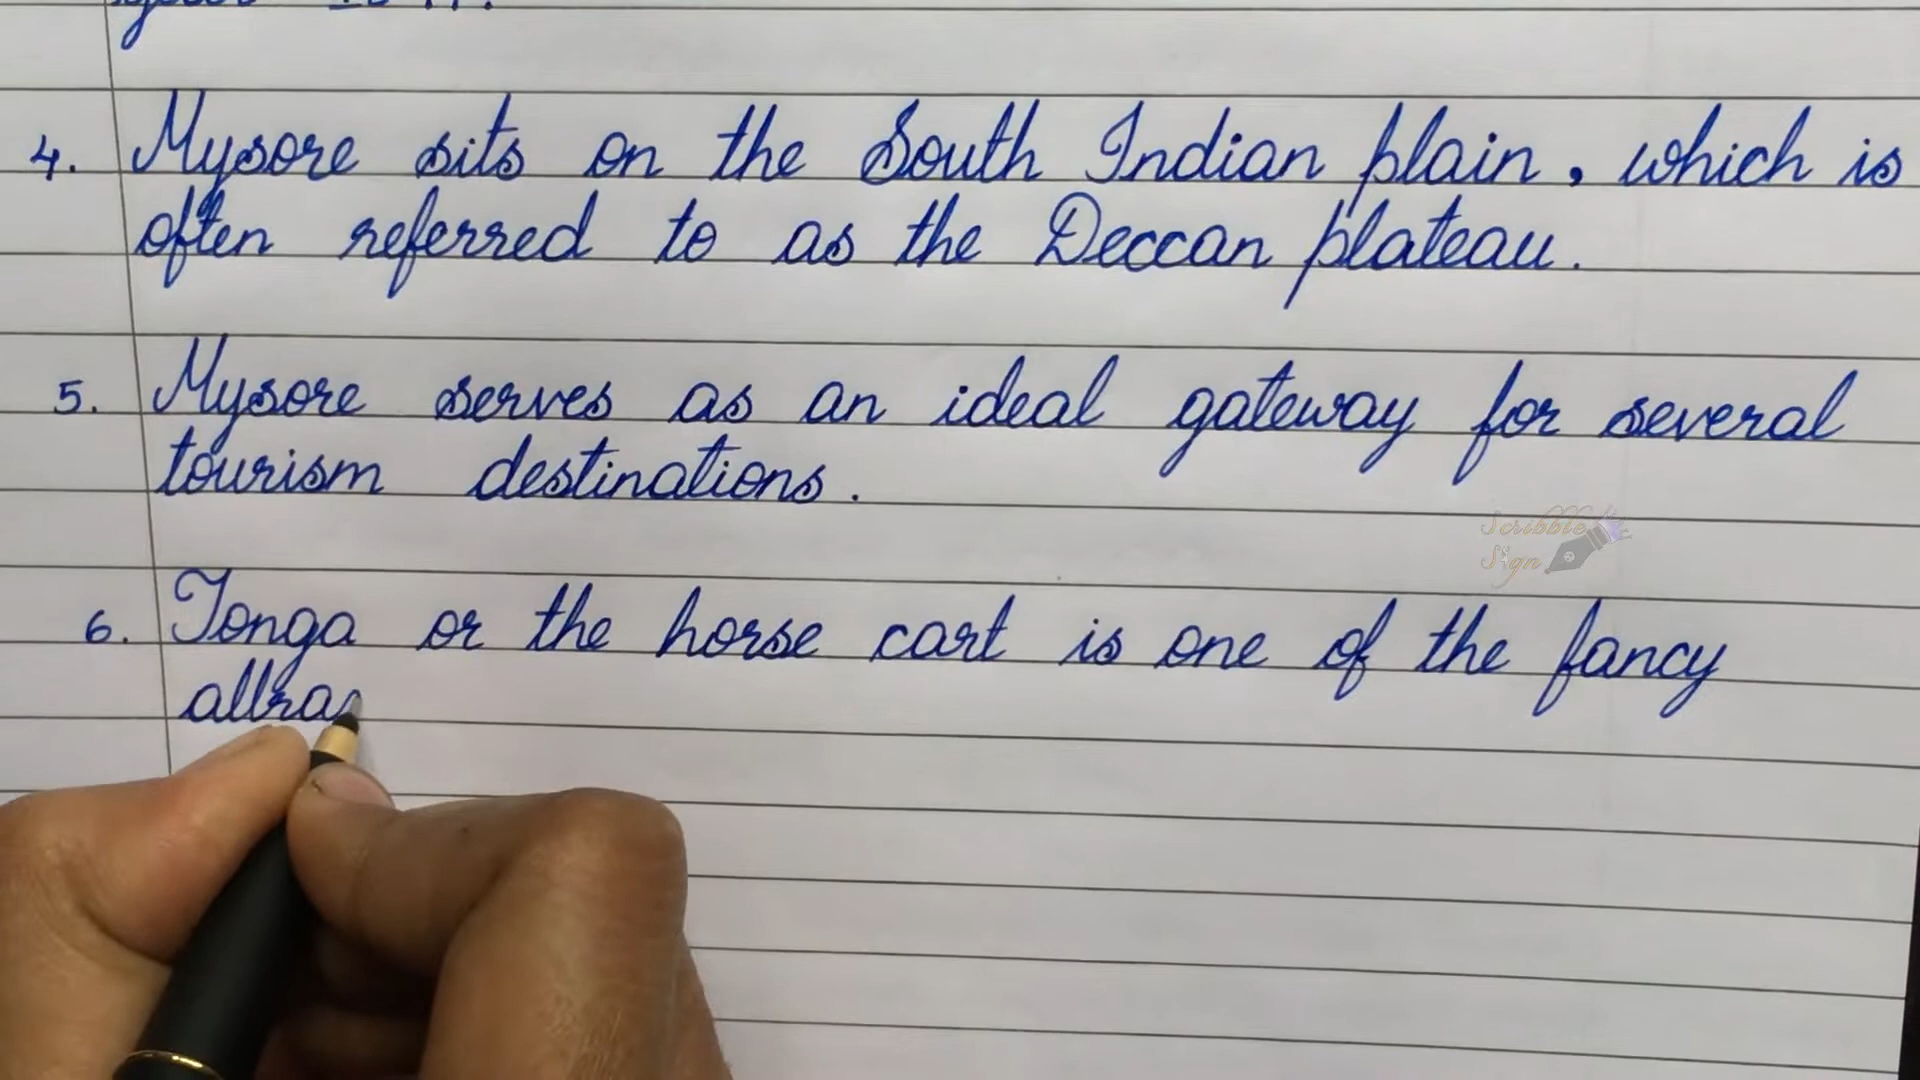 4. Mysore sits on the South Indian plain, which is
often referred to as the Deccan plateau.
5. Mysore serves as an ideal gateway for several
tourism destinations.
Scribble
Sign
6. Tonga or the horse cart is one of the fancy